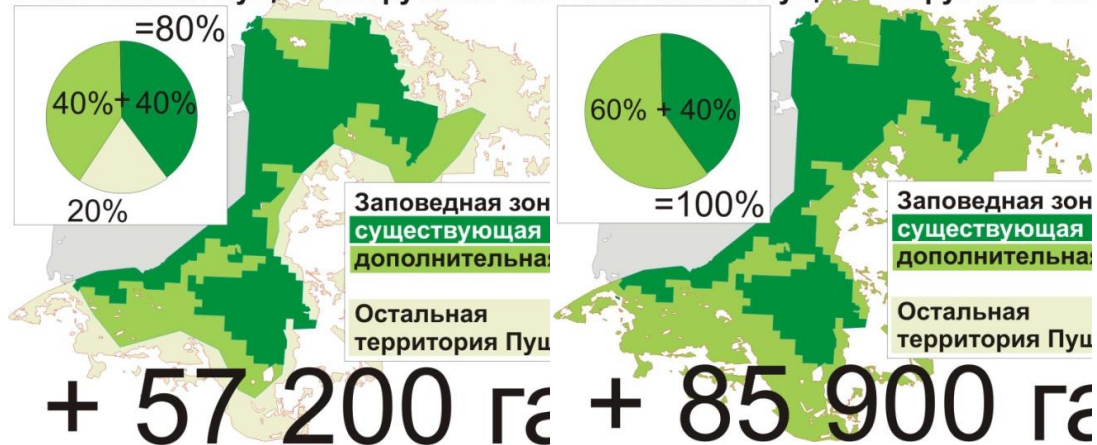 =80%
40% + 40%
20%
Заповедная зон
существующая
дополнительная
Остальная
территория Пущ
+ 57 200 га
60% + 40%
=100%
Заповедная зон
существующая
дополнительная
Остальная
территория Пущ
+ 85 900 га